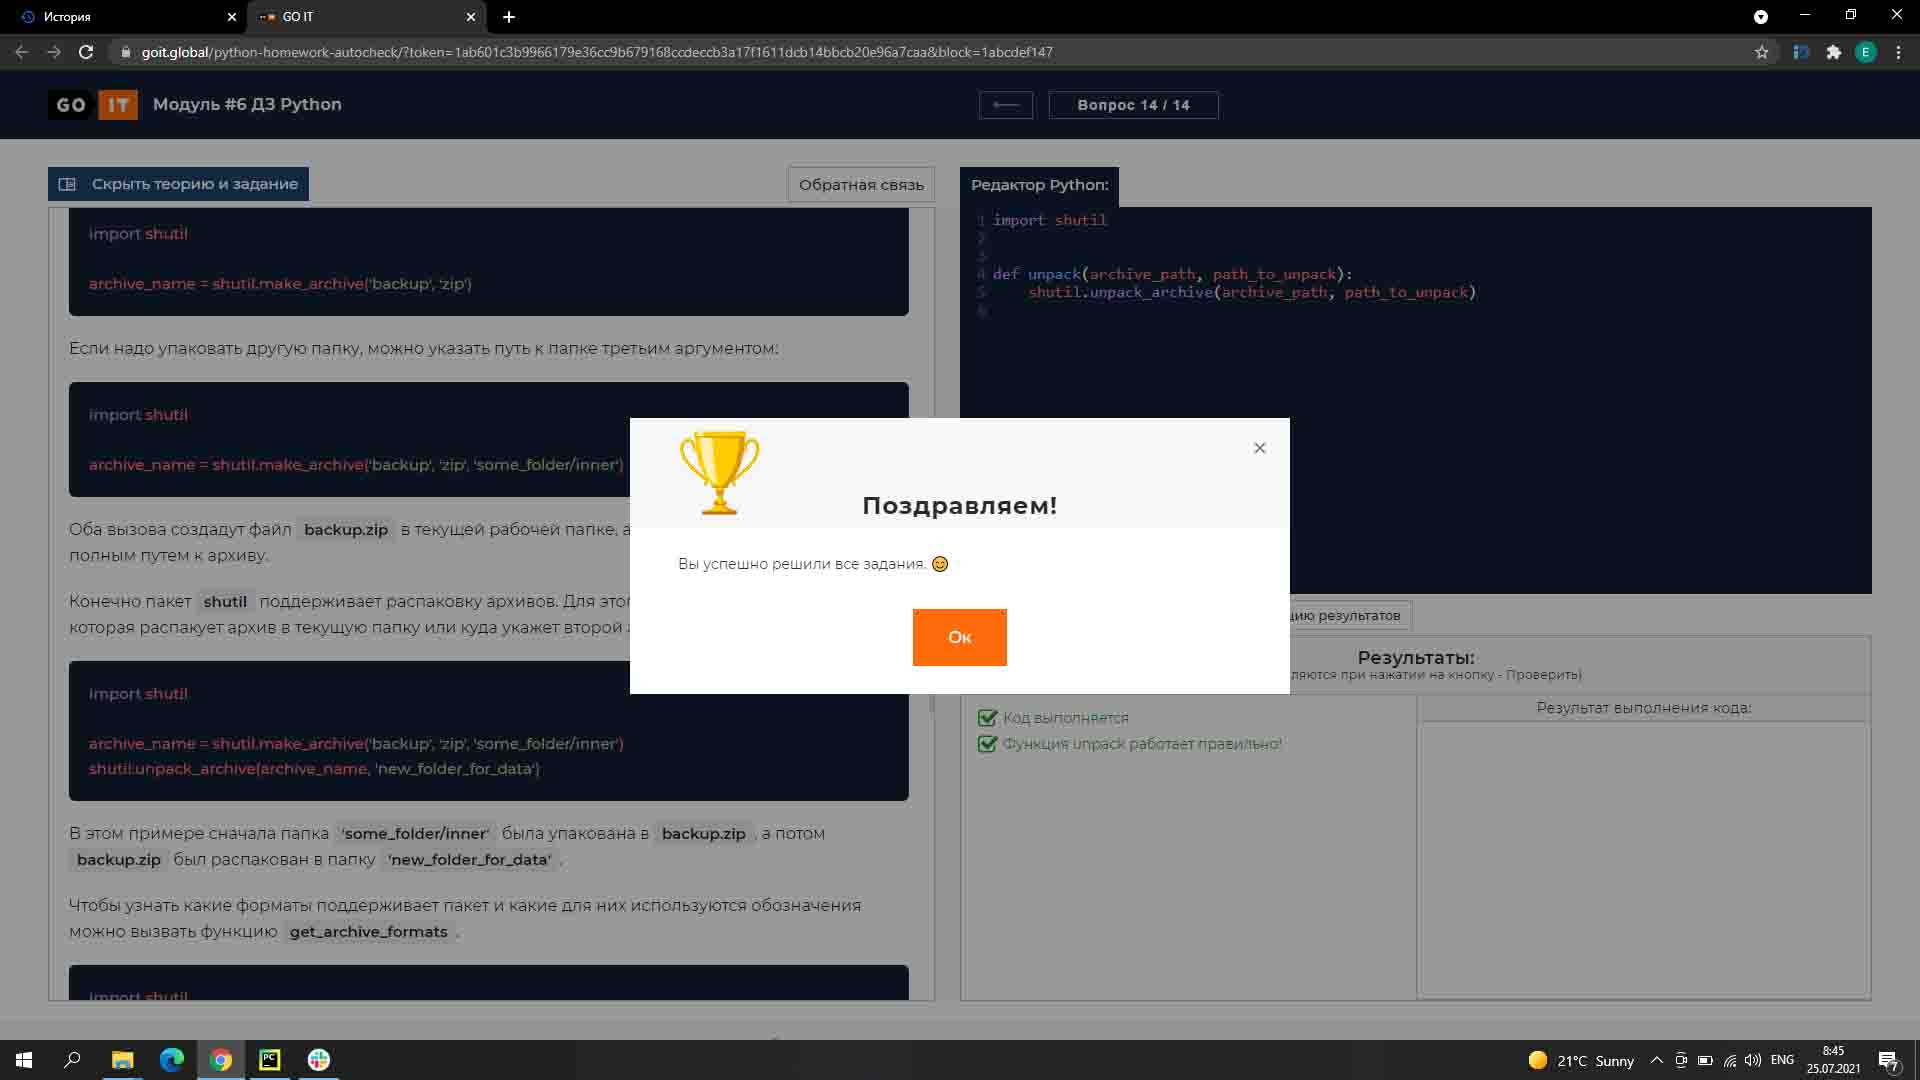 История
GO IT
goit.global/python-homework-autocheck/?token=1ab601c3b9966179e36cc9b679168ccdeccb3a17f1611dcb14bbcb20e96a7caa&block=1abcdef147
E
GO IT
Модуль #6 ДЗ Python
Вопрос 14 / 14
Скрыть теорию и задание
Обратная связь
import shutil
archive_name = shutil.make_archive('backup', 'zip')
Если надо упаковать другую папку, можно указать путь к папке третьим аргументом:
import shutil
archive_name = shutil.make_archive('backup', 'zip', 'some_folder/inner')
Оба вызова создадут файл backup.zip в текущей рабочей папке, а
полным путем к архиву.
Конечно пакет shutil поддерживает распаковку архивов. Для этог
которая распакует архив в текущую папку или куда укажет второй
import shutil
archive_name = shutil.make_archive('backup', 'zip', 'some_folder/inner')
shutil.unpack_archive(archive_name, 'new_folder_for_data')
В этом примере сначала папка 'some_folder/inner' была упакована в backup.zip , а потом
backup.zip был распакован в папку 'new_folder_for_data' .
Чтобы узнать какие форматы поддерживает пакет и какие для них используются обозначения
можно вызвать функцию get_archive_formats .
import shutil
Редактор Python:
1 import shutil
2
3
4 def unpack(archive_path, path_to_unpack):
5 shutil.unpack_archive(archive_path, path_to_unpack)
6
Поздравляем!
Вы успешно решили все задания. 😊
Ок
цию результатов
Результаты:
ляются при нажатии на кнопку - Проверить)
Код выполняется
Функция unpack работает правильно!
Результат выполнения кода:
PC
21°C Sunny
ENG
8:45
25.07.2021
7